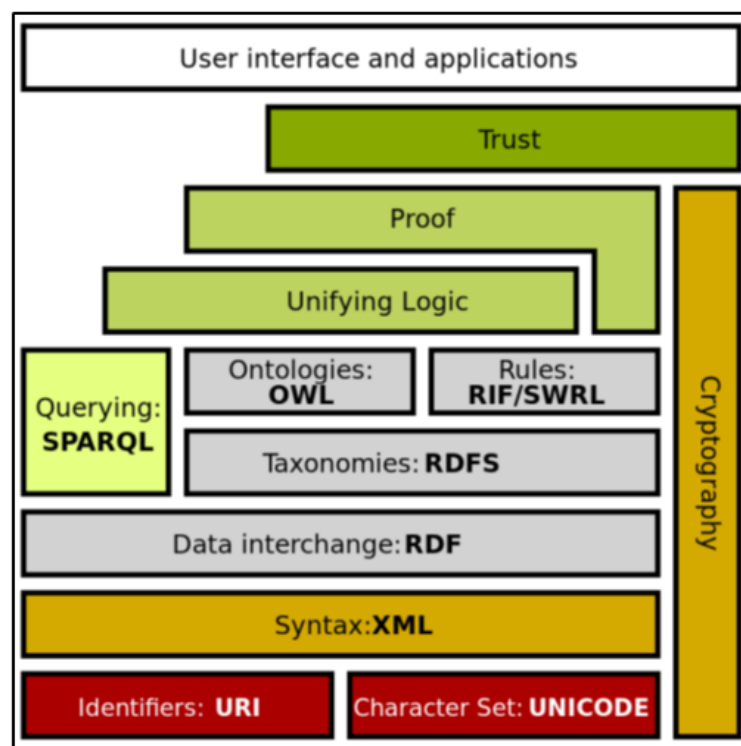 User interface and applications
Trust
Proof
Unifying Logic
Querying:
SPARQL
Ontologies:
OWL
Rules:
RIF/SWRL
Taxonomies: RDFS
Cryptography
Data interchange:RDF
Syntax:XML
Identifiers: URI
Character Set: UNICODE